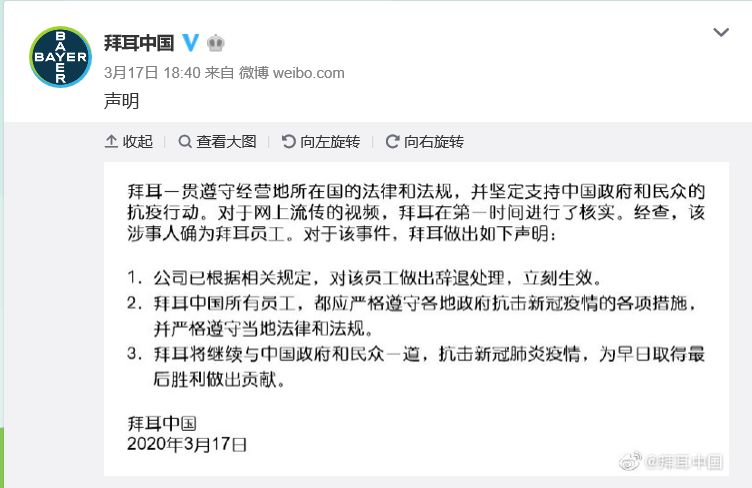 BAYER
BAYER
拜耳中国
3月17日 18:40 来自 微博 weibo.com
声明
收起 查看大图 向左旋转 向右旋转
拜耳一贯遵守经营地所在国的法律和法规，并坚定支持中国政府和民众的
抗疫行动。对于网上流传的视频，拜耳在第一时间进行了核实。经查，该
涉事人确为拜耳员工。对于该事件，拜耳做出如下声明：
1. 公司已根据相关规定，对该员工做出辞退处理，立刻生效。
2. 拜耳中国所有员工，都应严格遵守各地政府抗击新冠疫情的各项措施，
并严格遵守当地法律和法规。
3. 拜耳将继续与中国政府和民众一道，抗击新冠肺炎疫情，为早日取得最
后胜利做出贡献。
拜耳中国
2020年3月17日
@拜耳中国